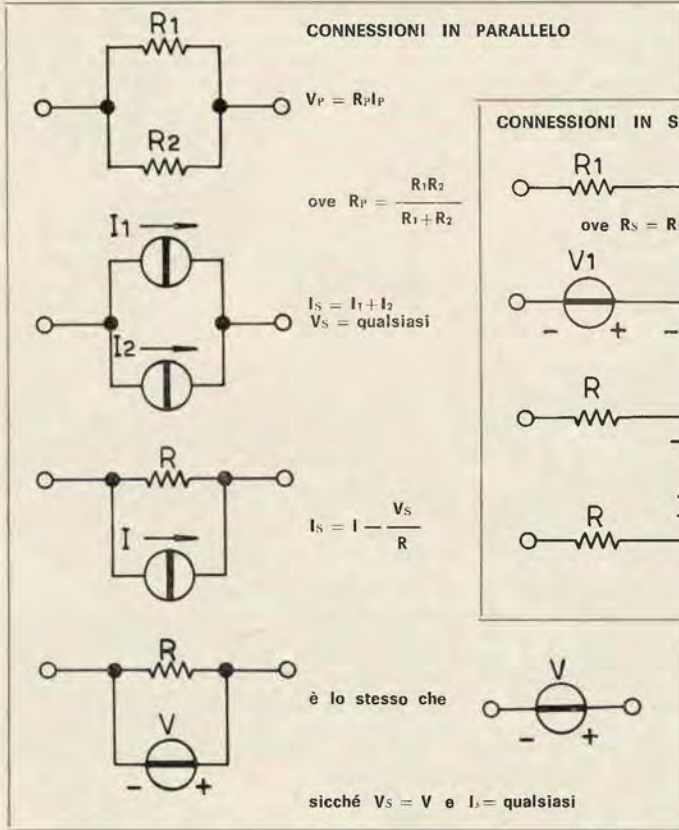 CONNESSIONI IN PARALLELO
R1
R2
VP = RPIP
ove RP = R1R2
R1+R2
I1
I2
IS = I1+I2
VS = qualsiasi
R
I
IS = I — VS
R
R
V
- +
è lo stesso che
V
- +
sicché VS = V e IS = qualsiasi
CONNESSIONI IN S
R1
ove RS = R
V1
- + -
R
-
R